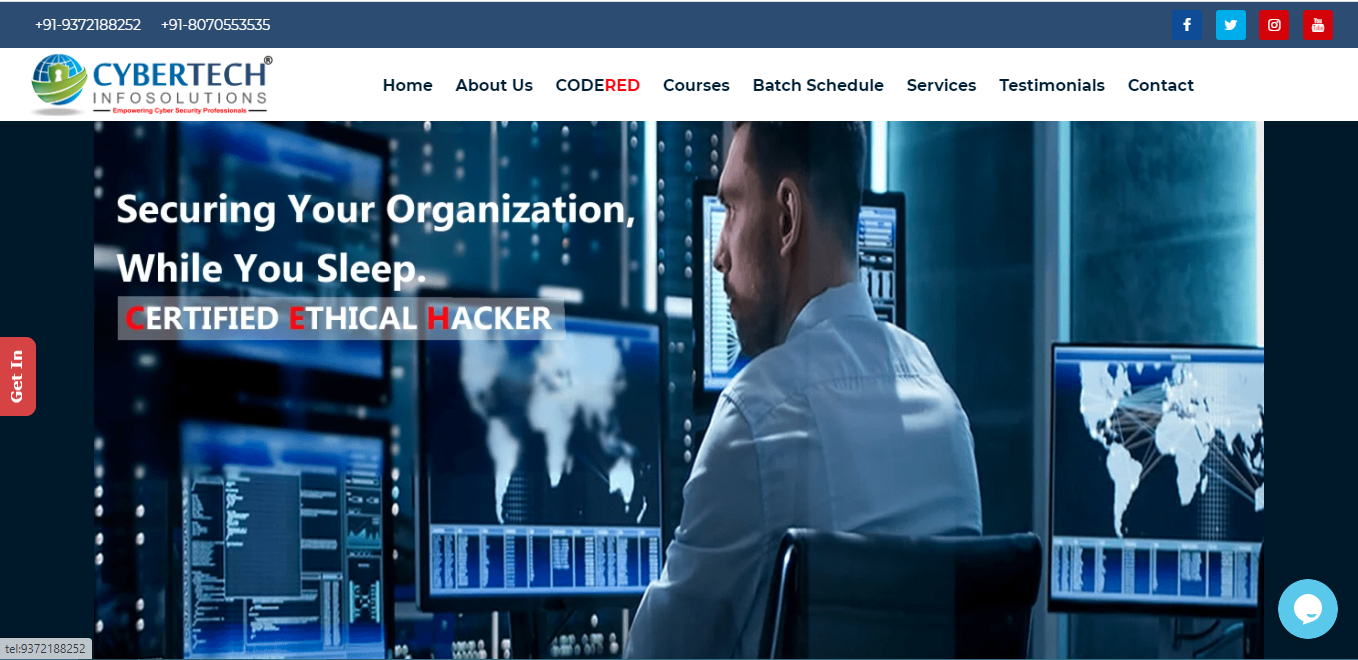 +91-9372188252 +91-8070553535
CYBERTECH®
INFOSOLUTIONS
Empowering Cyber Security Professionals
Home About Us CODERED Courses Batch Schedule Services Testimonials Contact
Securing Your Organization,
While You Sleep.
CERTIFIED ETHICAL HACKER
Get In
tel:9372188252